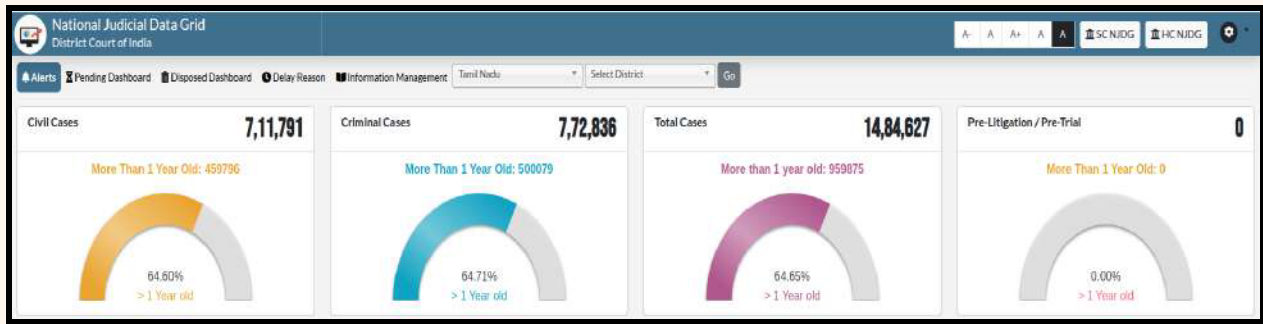 National Judicial Data Grid
District Court of India
A- A A+ A A SC NJDG HC NJDG
Alerts Pending Dashboard Disposed Dashboard Delay Reason Information Management Tamil Nadu Select District Go
Civil Cases 7,11,791
More Than 1 Year Old: 459796
64.60%
> 1 Year old
Criminal Cases 7,72,836
More Than 1 Year Old: 500079
64.71%
> 1 Year old
Total Cases 14,84,627
More than 1 year old: 959875
64.65%
> 1 Year old
Pre-Litigation / Pre-Trial 0
More Than 1 Year Old: 0
0.00%
> 1 Year old